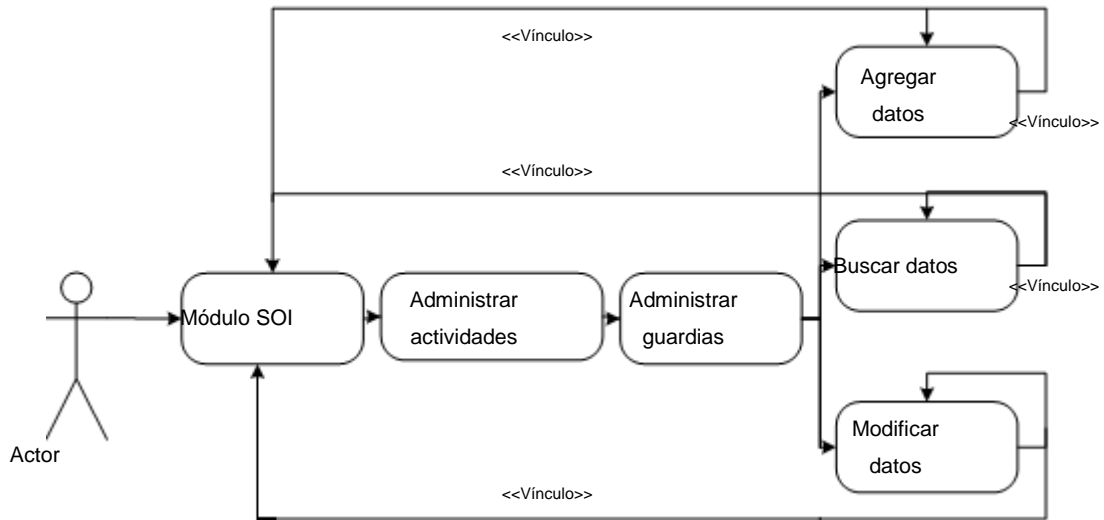 <<Vínculo>>
Agregar
datos
<<Vínculo>>
<<Vínculo>>
Buscar datos
<<Vínculo>>
Módulo SOI
Administrar
actividades
Administrar
guardias
Modificar
datos
Actor
<<Vínculo>>